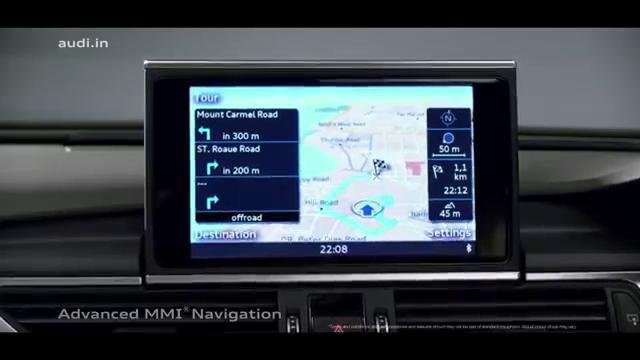 audi.in
Tour
Mount Carmel Road
in 300 m
ST. Roaue Road
in 200 m
---
offroad
Destination
N
50 m
1,1
km
22:12
45 m
Settings
Hill Road
22:08
Advanced MMI® Navigation